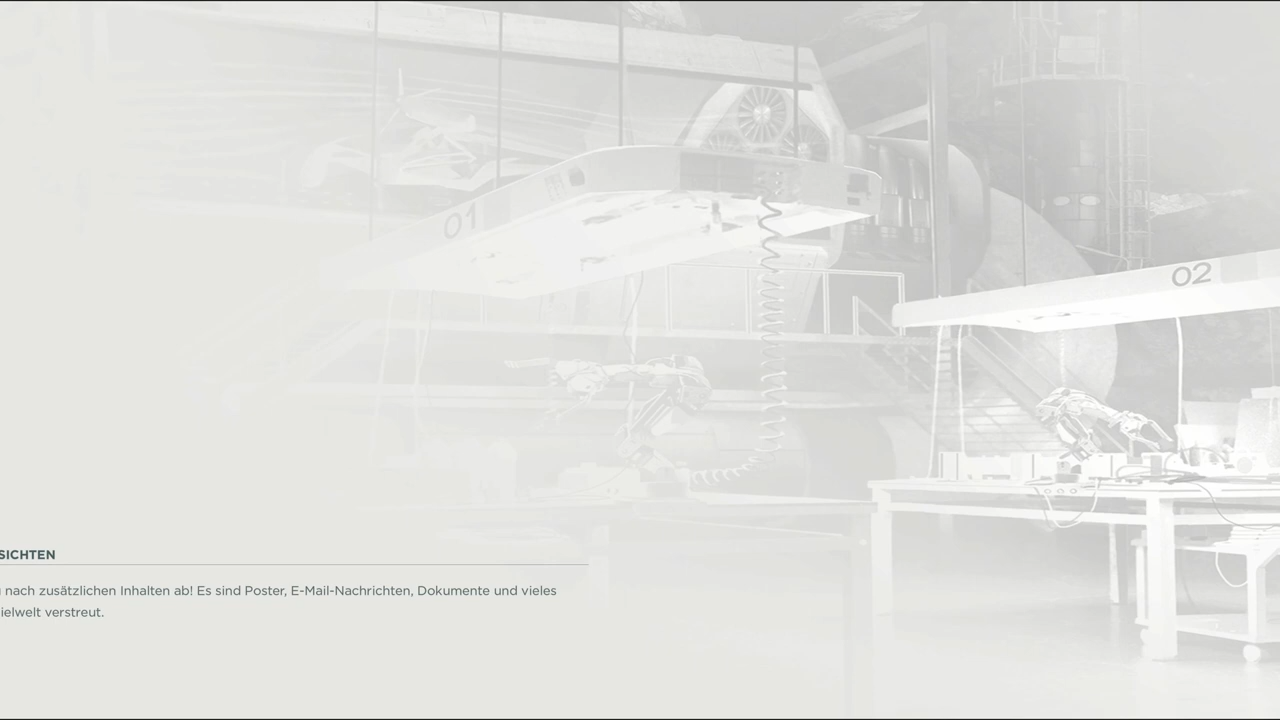 01
02
SICHTEN
nach zusätzlichen Inhalten ab! Es sind Poster, E-Mail-Nachrichten, Dokumente und vieles
ielwelt verstreut.